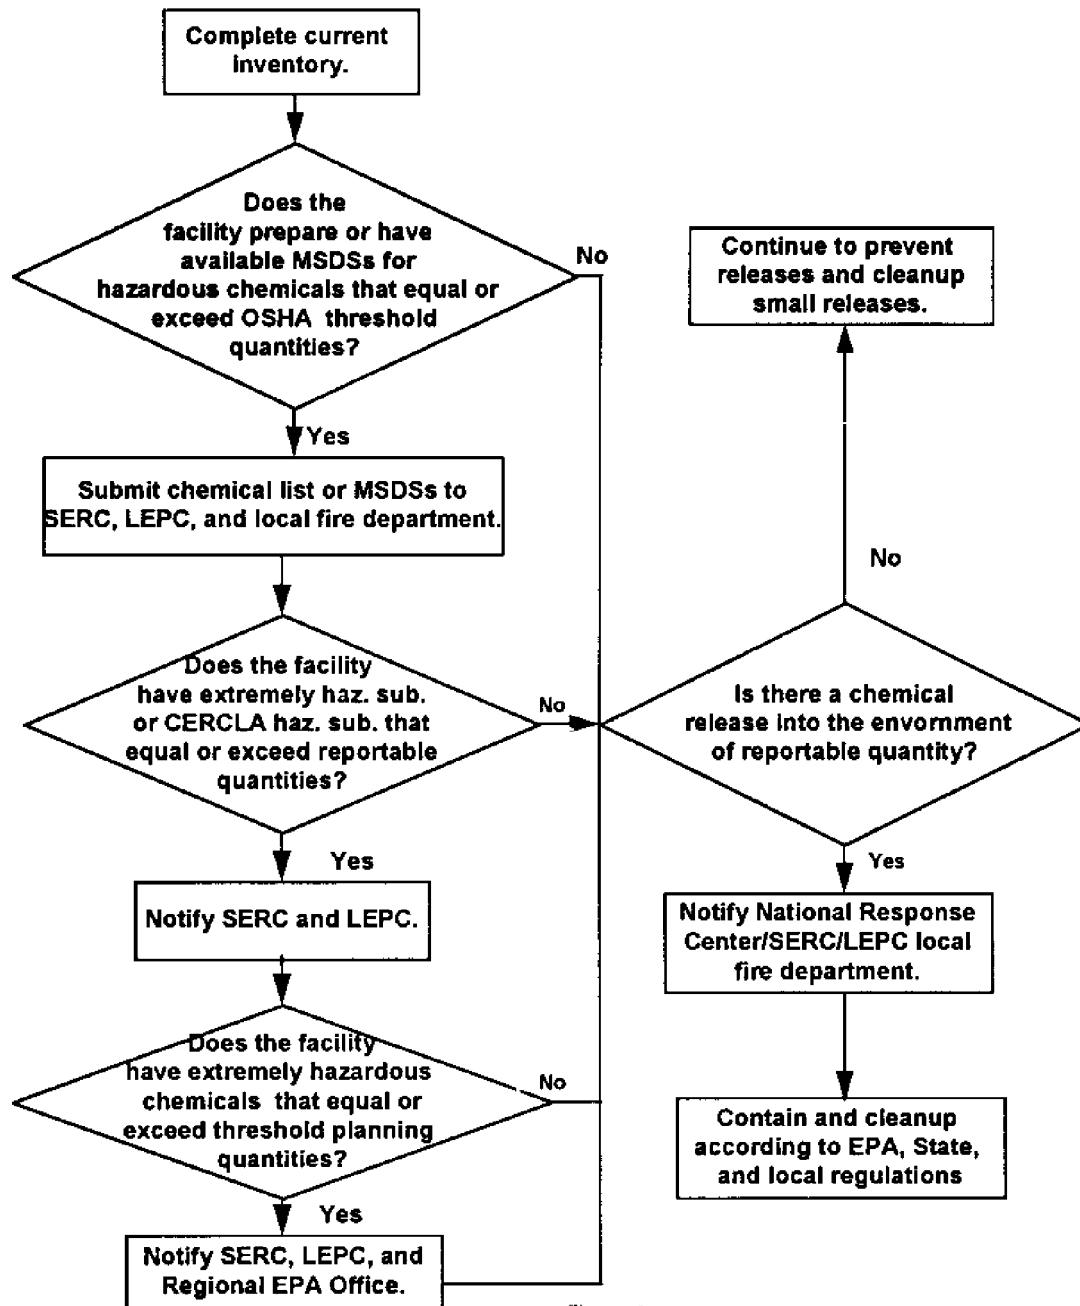 Complete current
inventory.
Does the
facility prepare or have
available MSDSs for
hazardous chemicals that equal or
exceed OSHA threshold
quantities?
No
Yes
Submit chemical list or MSDSs to
SERC, LEPC, and local fire department.
Does the facility
have extremely haz. sub.
or CERCLA haz. sub. that
equal or exceed reportable
quantities?
No
Yes
Notify SERC and LEPC.
Does the facility
have extremely hazardous
chemicals that equal or
exceed threshold planning
quantities?
No
Yes
Notify SERC, LEPC, and
Regional EPA Office.
Continue to prevent
releases and cleanup
small releases.
No
Is there a chemical
release into the envornment
of reportable quantity?
Yes
Notify National Response
Center/SERC/LEPC local
fire department.
Contain and cleanup
according to EPA, State,
and local regulations